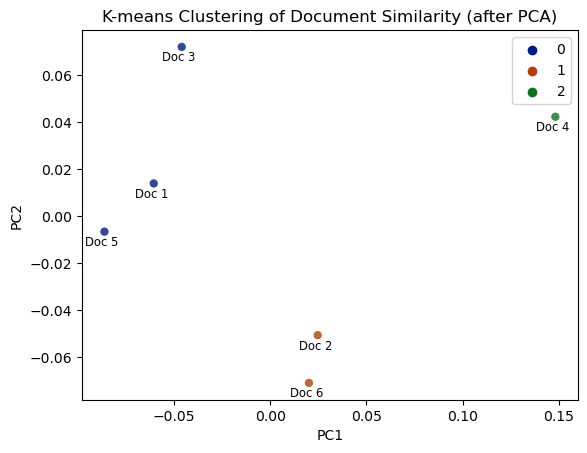 K-means Clustering of Document Similarity (after PCA)
0
1
2
Doc 3
Doc 4
Doc 1
Doc 5
Doc 2
Doc 6
0.06
0.04
0.02
0.00
−0.02
−0.04
−0.06
PC2
−0.05
0.00
0.05
0.10
0.15
PC1